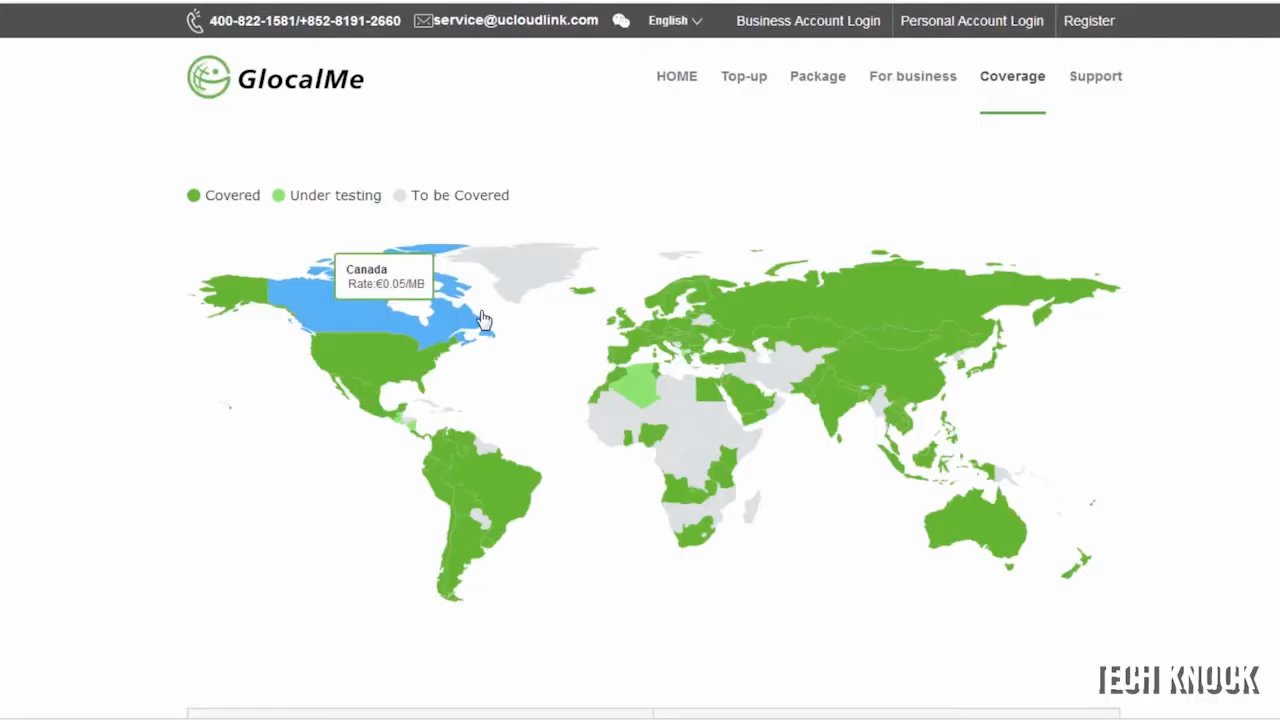 400-822-1581/+852-8191-2660 service@ucloudlink.com English Business Account Login Personal Account Login Register
GlocalMe HOME Top-up Package For business Coverage Support
Covered Under testing To be Covered
Canada
Rate:€0.05/MB
TECH KNOCK